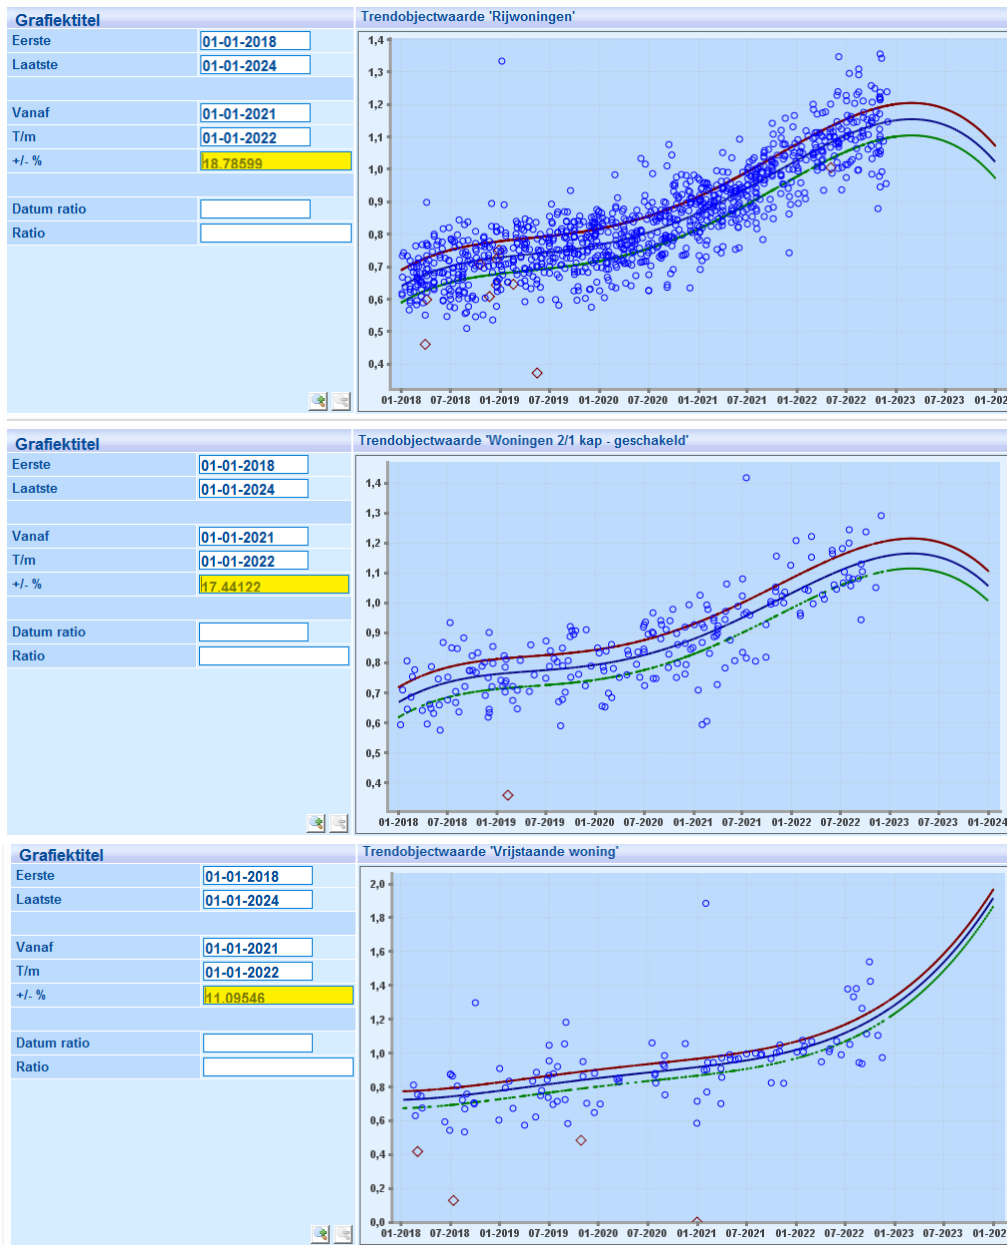 Grafiektitel
Trendobjectwaarde 'Rijwoningen'
Eerste 01-01-2018
Laatste 01-01-2024
Vanaf 01-01-2021
T/m 01-01-2022
+/- % 18.78599
Datum ratio
Ratio
1,4
1,3
1,2
1,1
1,0
0,9
0,8
0,7
0,6
0,5
0,4
01-2018 07-2018 01-2019 07-2019 01-2020 07-2020 01-2021 07-2021 01-2022 07-2022 01-2023 07-2023 01-202
Grafiektitel
Trendobjectwaarde 'Woningen 2/1 kap - geschakeld'
Eerste 01-01-2018
Laatste 01-01-2024
Vanaf 01-01-2021
T/m 01-01-2022
+/- % 17.44122
Datum ratio
Ratio
1,4
1,3
1,2
1,1
1,0
0,9
0,8
0,7
0,6
0,5
0,4
01-2018 07-2018 01-2019 07-2019 01-2020 07-2020 01-2021 07-2021 01-2022 07-2022 01-2023 07-2023 01-2024
Grafiektitel
Trendobjectwaarde 'Vrijstaande woning'
Eerste 01-01-2018
Laatste 01-01-2024
Vanaf 01-01-2021
T/m 01-01-2022
+/- % 11.09546
Datum ratio
Ratio
2,0
1,8
1,6
1,4
1,2
1,0
0,8
0,6
0,4
0,2
0,0
01-2018 07-2018 01-2019 07-2019 01-2020 07-2020 01-2021 07-2021 01-2022 07-2022 01-2023 07-2023 01-20